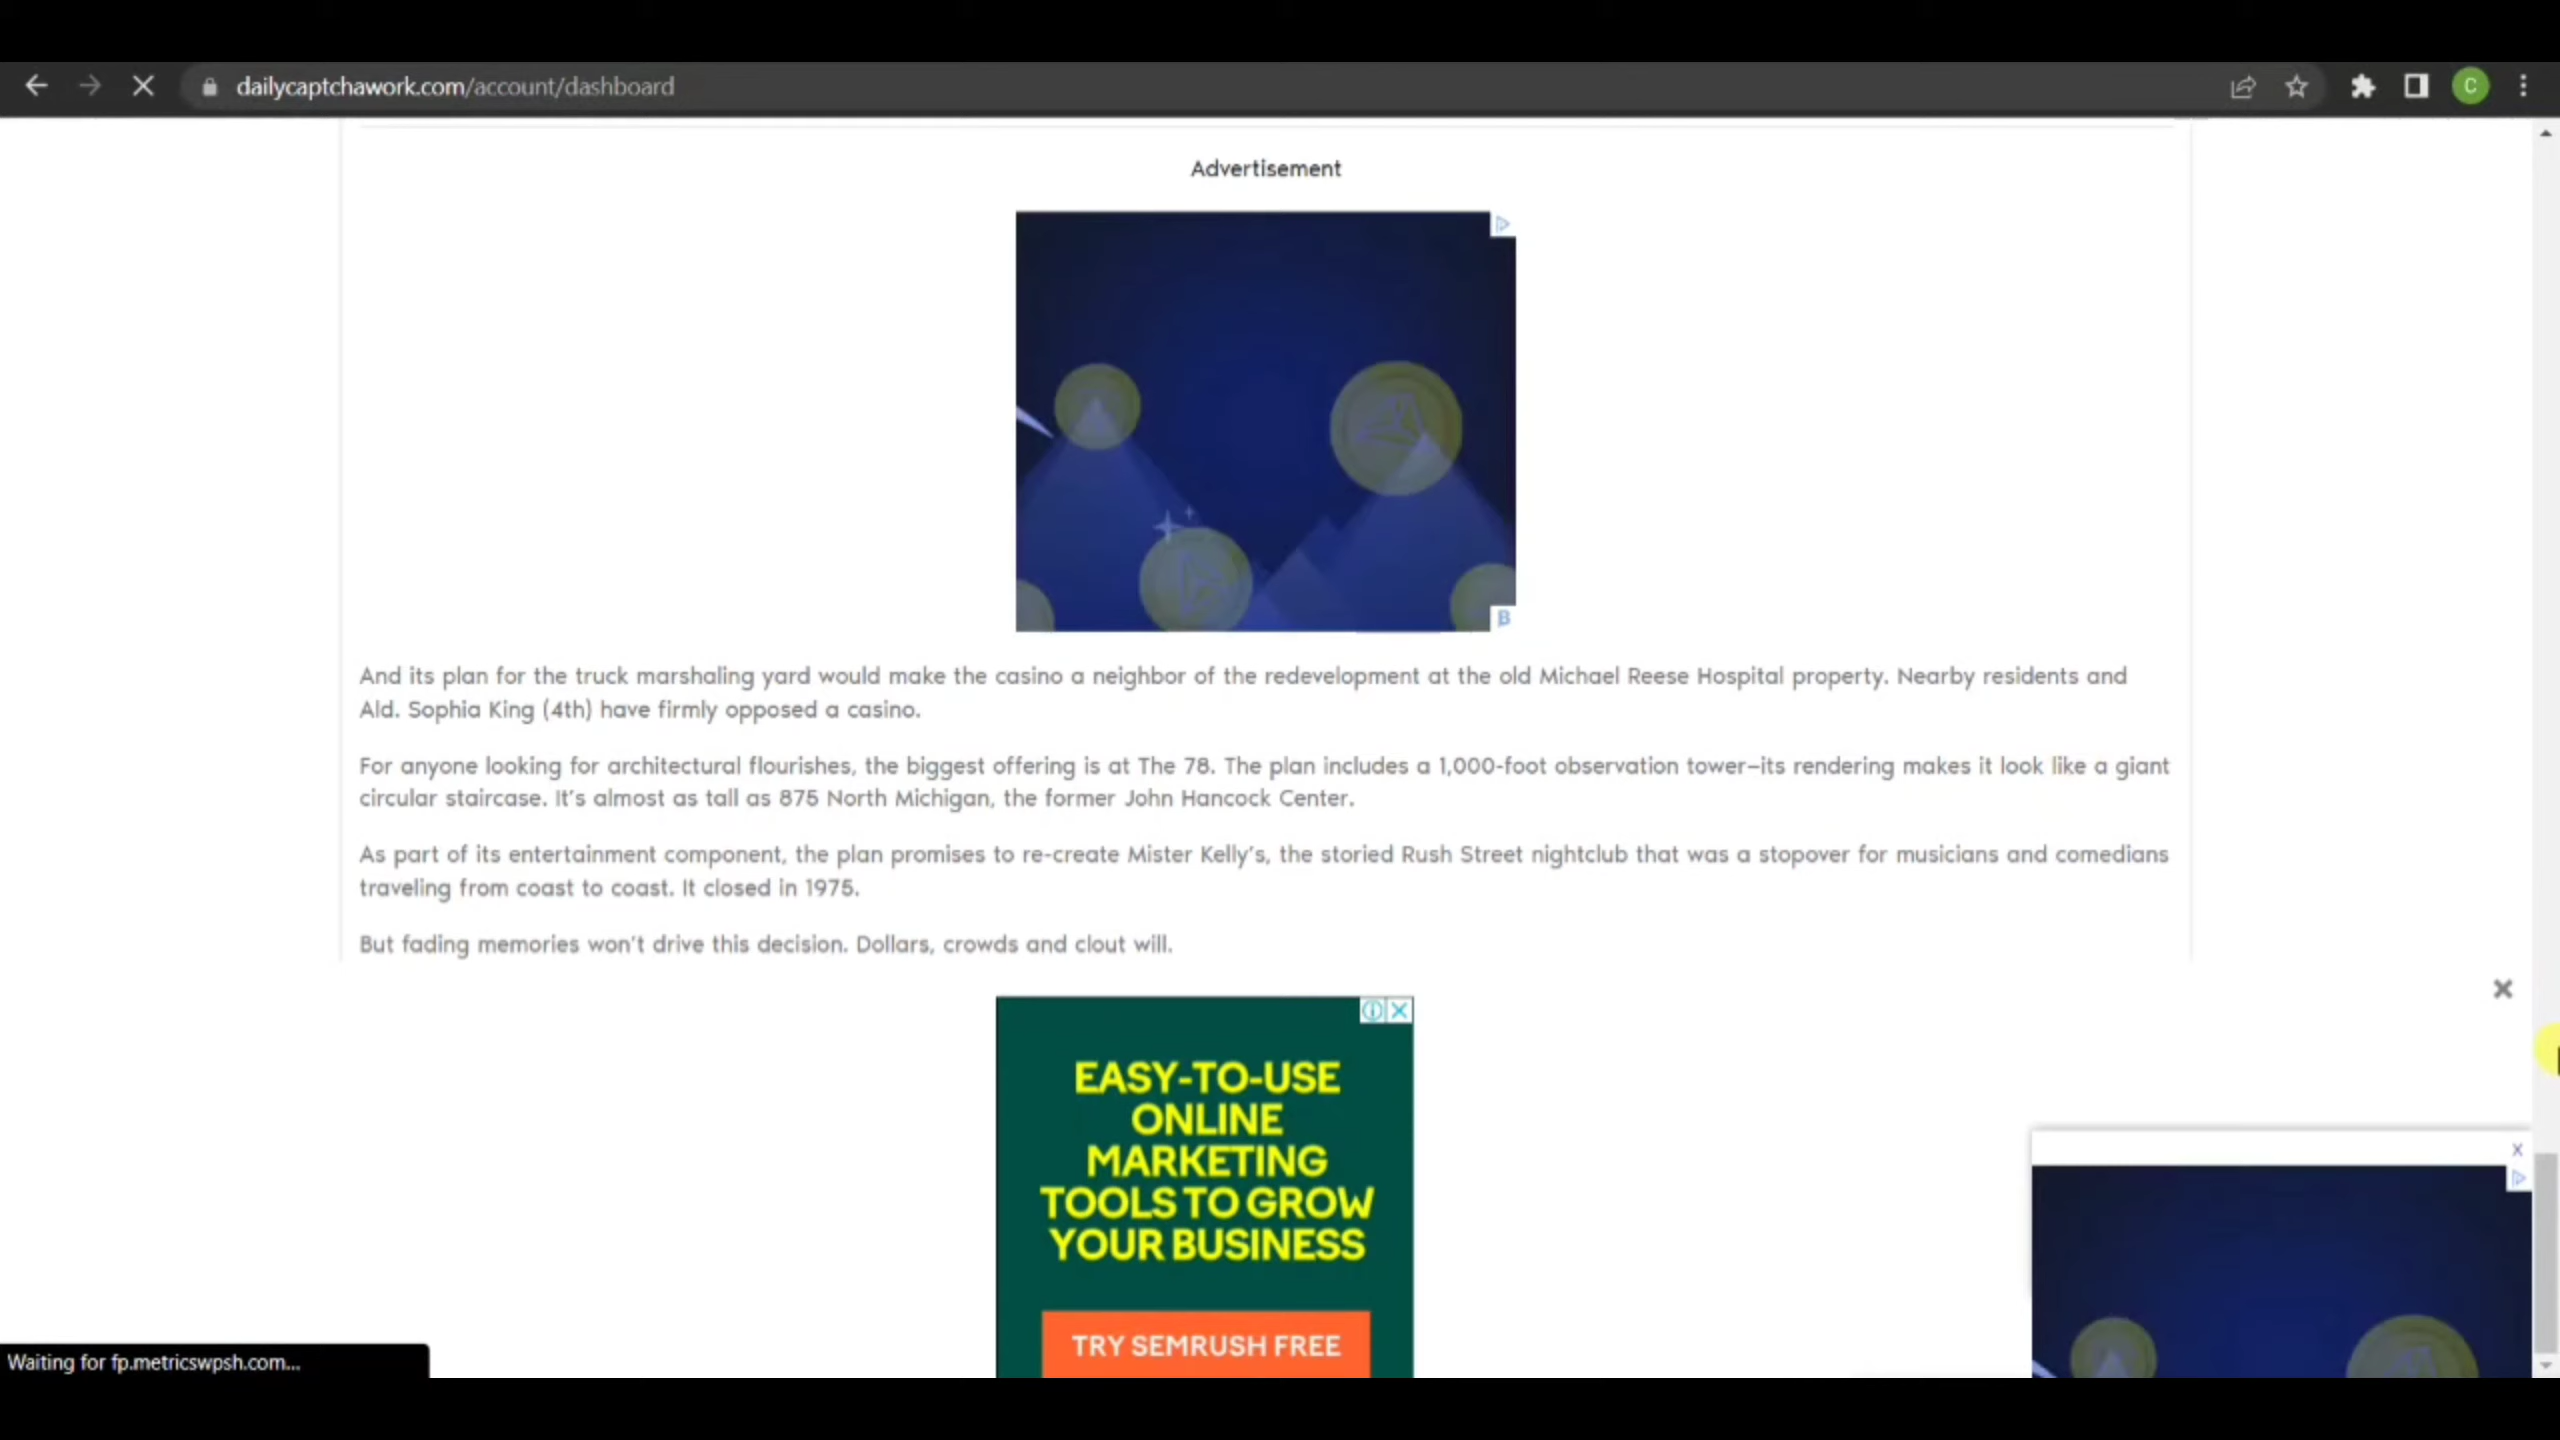 dailycaptchawork.com/account/dashboard
C
Advertisement
B
And its plan for the truck marshaling yard would make the casino a neighbor of the redevelopment at the old Michael Reese Hospital property. Nearby residents and
Ald. Sophia King (4th) have firmly opposed a casino.
For anyone looking for architectural flourishes, the biggest offering is at The 78. The plan includes a 1,000-foot observation tower—its rendering makes it look like a giant
circular staircase. It's almost as tall as 875 North Michigan, the former John Hancock Center.
As part of its entertainment component, the plan promises to re-create Mister Kelly's, the storied Rush Street nightclub that was a stopover for musicians and comedians
traveling from coast to coast. It closed in 1975.
But fading memories won't drive this decision. Dollars, crowds and clout will.
EASY-TO-USE
ONLINE
MARKETING
TOOLS TO GROW
YOUR BUSINESS
TRY SEMRUSH FREE
X
Waiting for fp.metricswpsh.com...